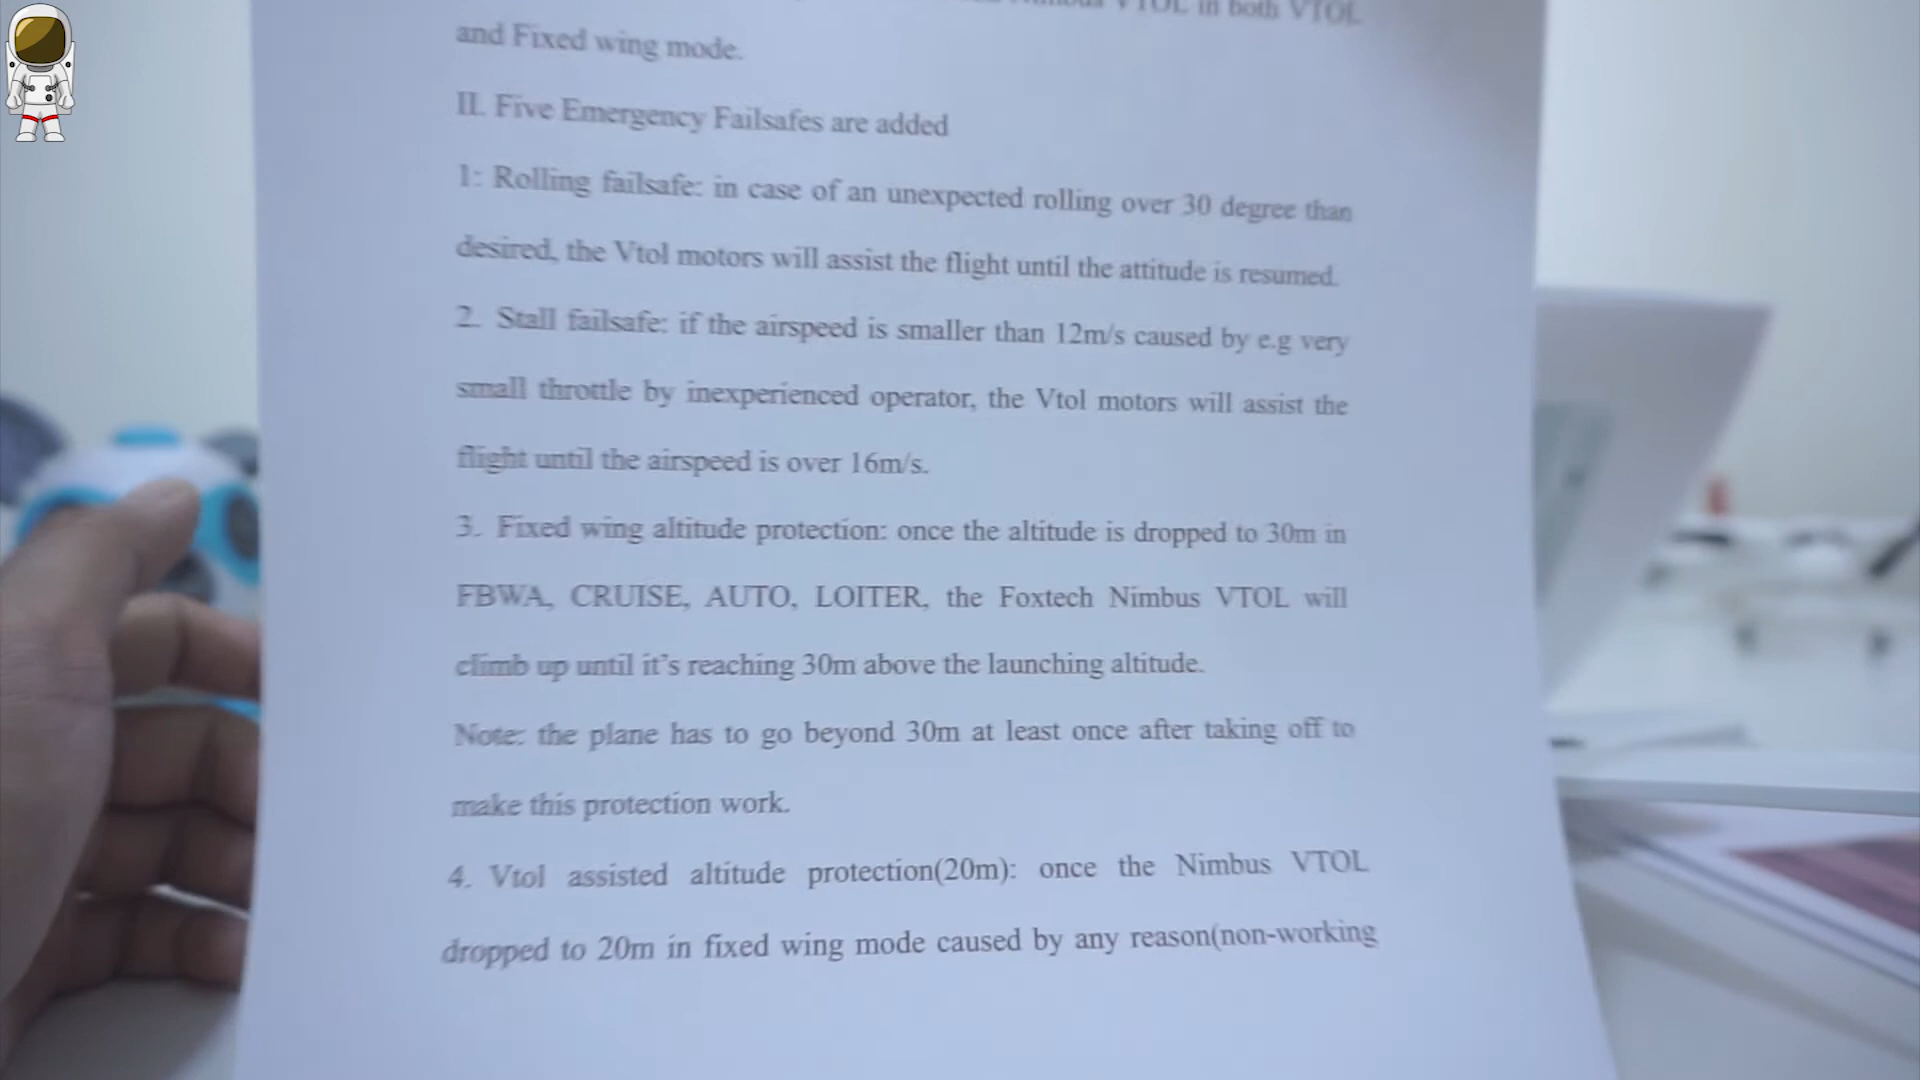 VTOL in both VTOL
and Fixed wing mode.
II. Five Emergency Failsafes are added
1: Rolling failsafe: in case of an unexpected rolling over 30 degree than
desired, the Vtol motors will assist the flight until the attitude is resumed.
2. Stall failsafe: if the airspeed is smaller than 12m/s caused by e.g very
small throttle by inexperienced operator, the Vtol motors will assist the
flight until the airspeed is over 16m/s.
3. Fixed wing altitude protection: once the altitude is dropped to 30m in
FBWA, CRUISE, AUTO, LOITER, the Foxtech Nimbus VTOL will
climb up until it's reaching 30m above the launching altitude.
Note: the plane has to go beyond 30m at least once after taking off to
make this protection work.
4. Vtol assisted altitude protection(20m): once the Nimbus VTOL
dropped to 20m in fixed wing mode caused by any reason(non-working